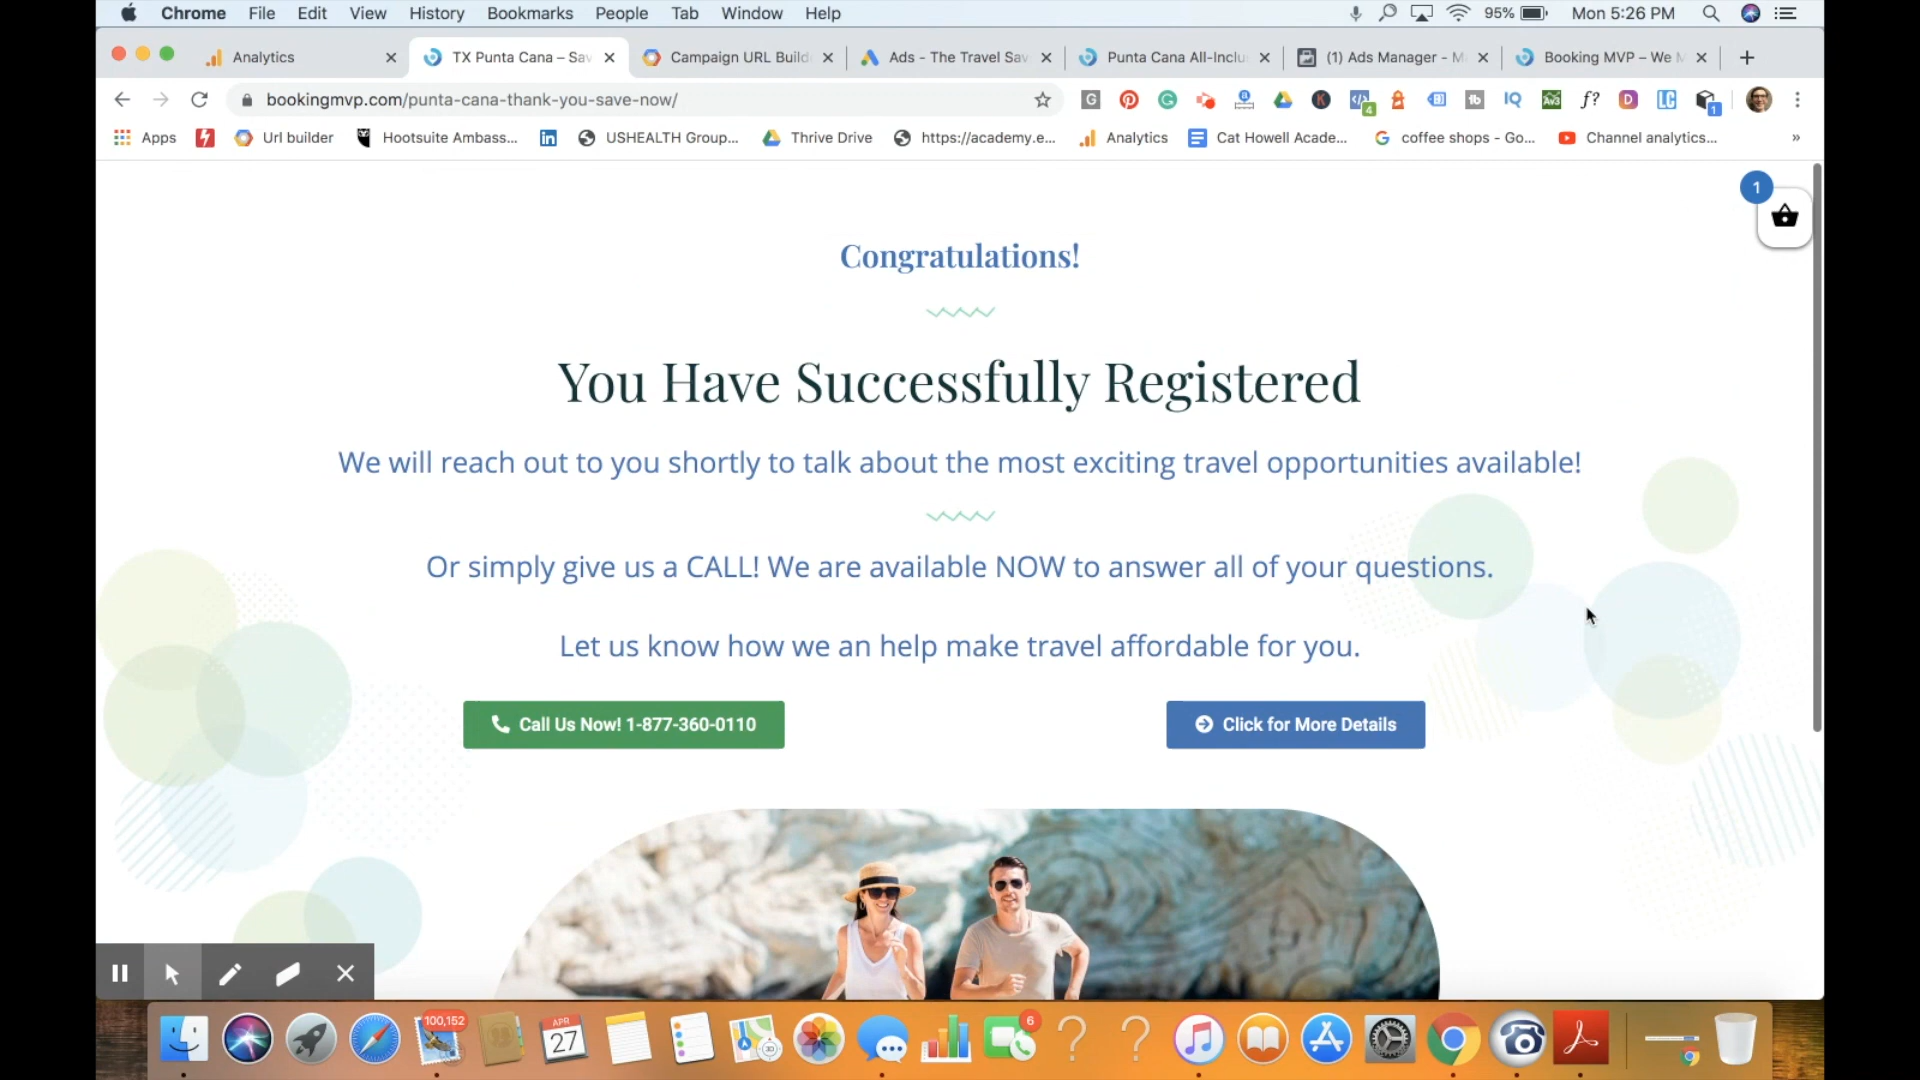 Chrome File Edit View History Bookmarks People Tab Window Help 95% Mon 5:26 PM
Analytics TX Punta Cana – Sav Campaign URL Build Ads - The Travel Sav Punta Cana All-Inclu (1) Ads Manager - M Booking MVP – We M
bookingmvp.com/punta-cana-thank-you-save-now/
Apps Url builder Hootsuite Ambass... USHEALTH Group... Thrive Drive https://academy.e... Analytics Cat Howell Acade... coffee shops - Go... Channel analytics... »
1
Congratulations!
You Have Successfully Registered
We will reach out to you shortly to talk about the most exciting travel opportunities available!
Or simply give us a CALL! We are available NOW to answer all of your questions.
Let us know how we an help make travel affordable for you.
Call Us Now! 1-877-360-0110
Click for More Details
100,152
APR
27
6